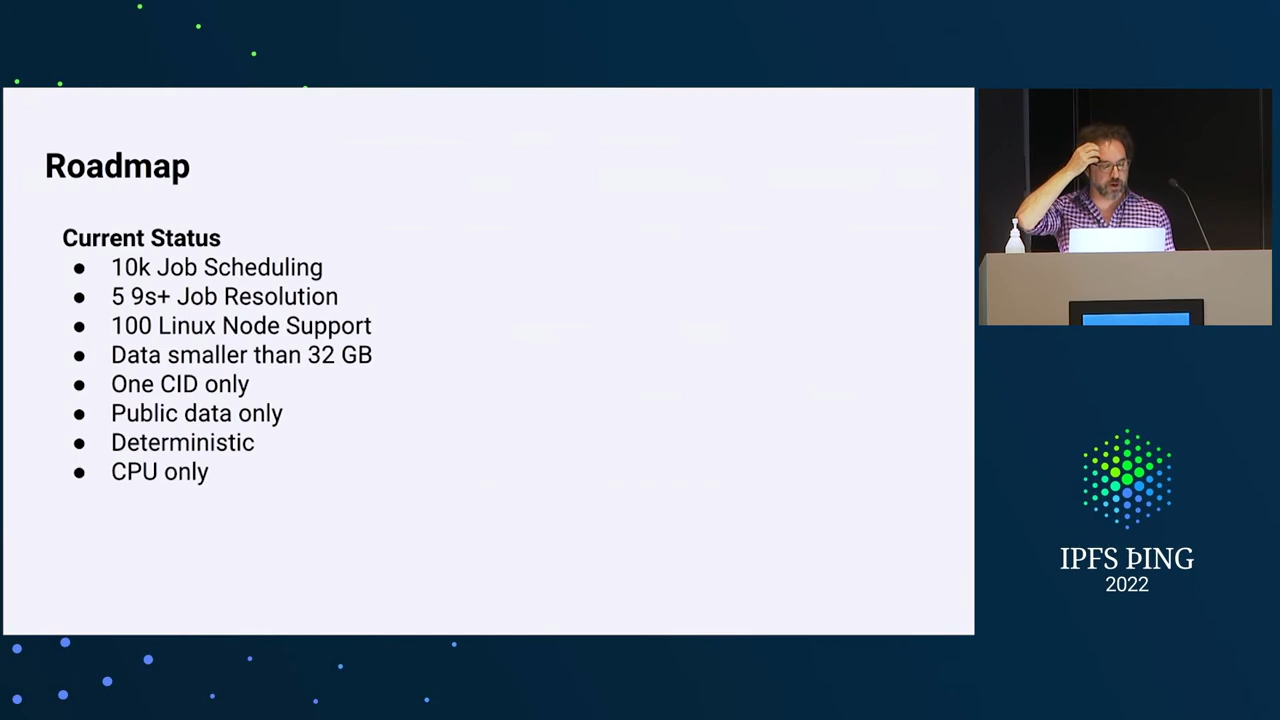 Roadmap
Current Status
● 10k Job Scheduling
● 5 9s+ Job Resolution
● 100 Linux Node Support
● Data smaller than 32 GB
● One CID only
● Public data only
● Deterministic
● CPU only
IPFS ÞING
2022